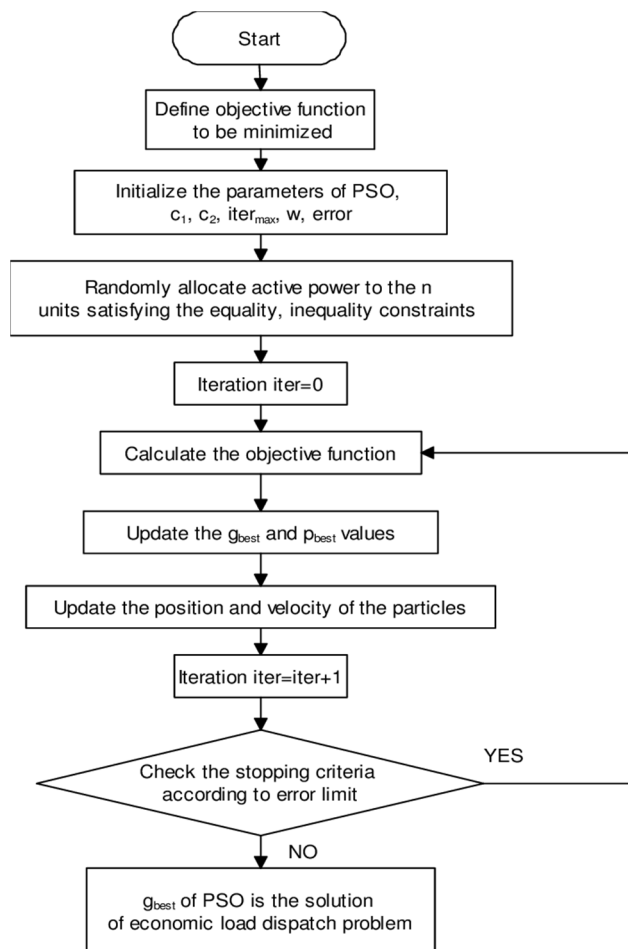 Start
Define objective function
to be minimized
Initialize the parameters of PSO,
c₁, c₂, iterₘₐₓ, w, error
Randomly allocate active power to the n
units satisfying the equality, inequality constraints
Iteration iter=0
Calculate the objective function
Update the g_best and p_best values
Update the position and velocity of the particles
Iteration iter=iter+1
Check the stopping criteria
according to error limit
YES
NO
g_best of PSO is the solution
of economic load dispatch problem